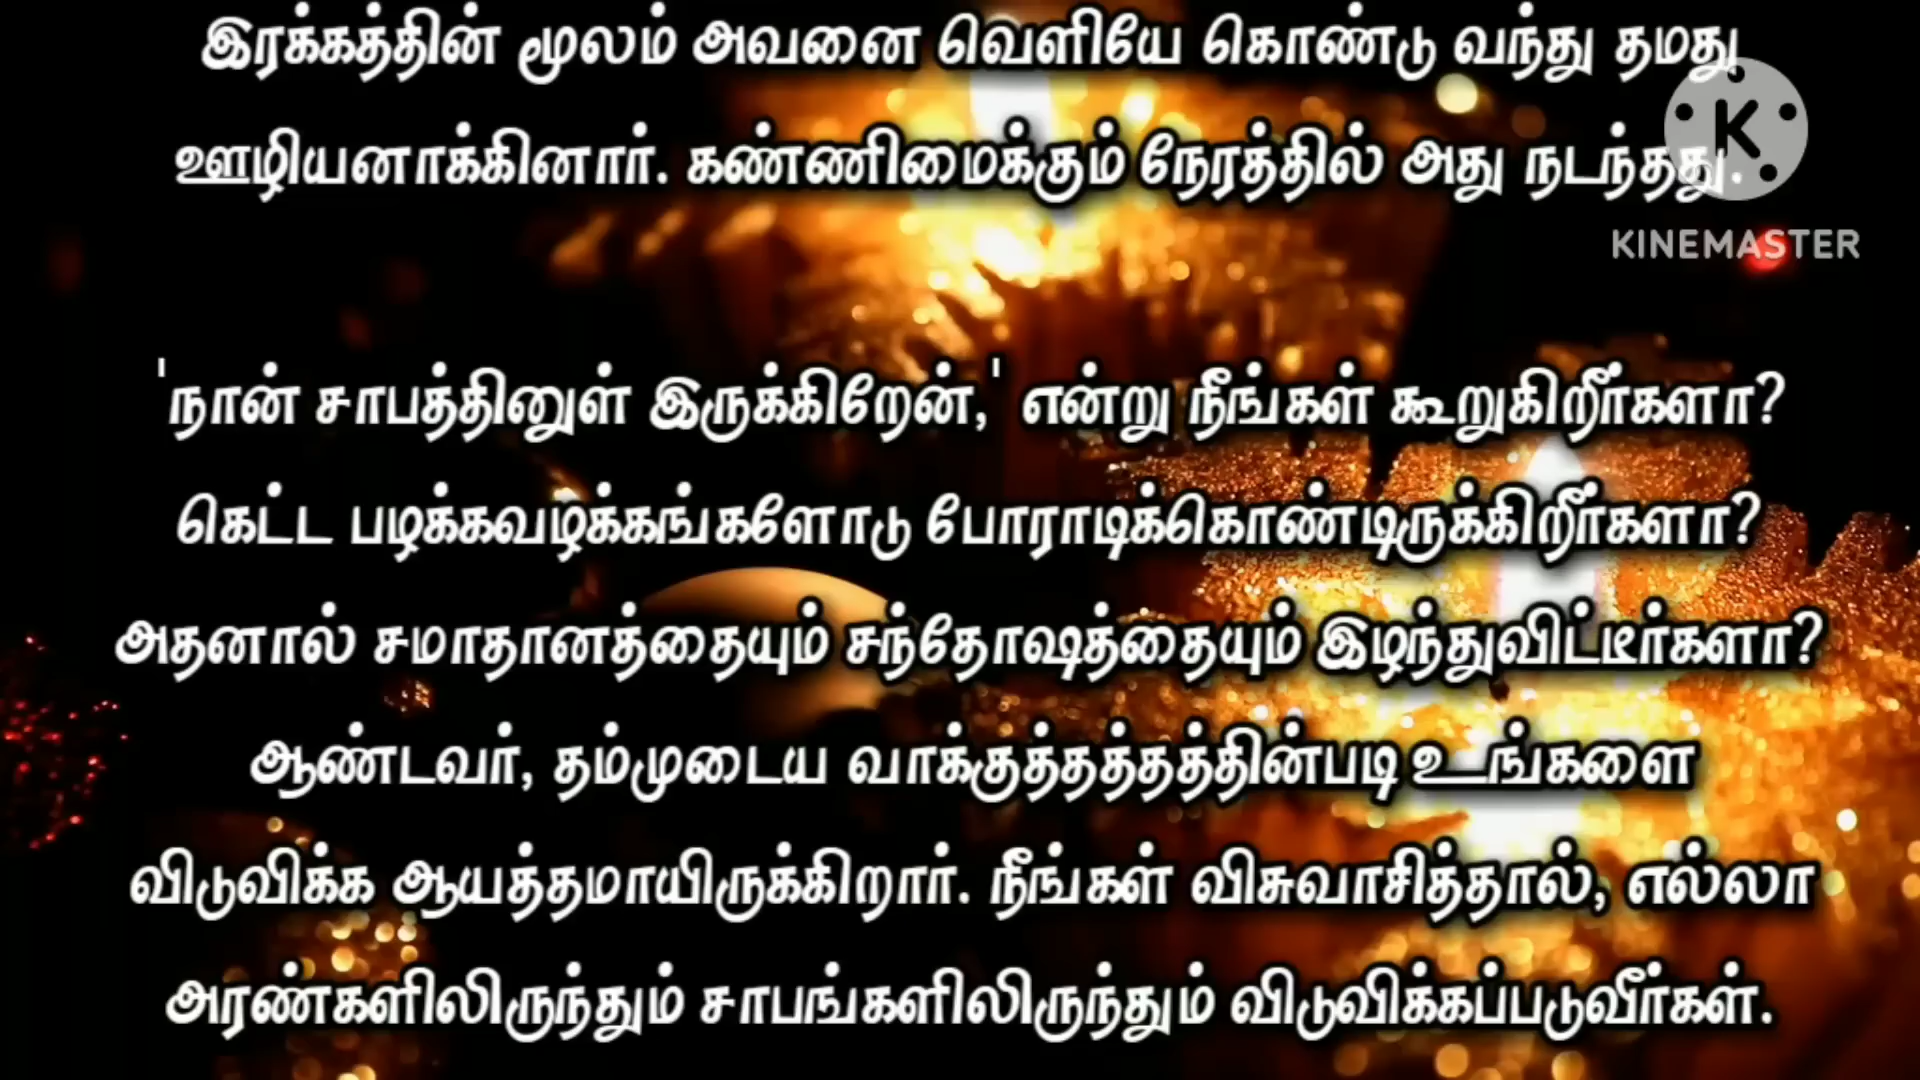 இரக்கத்தின் மூலம் அவனை வெளியே கொண்டு வந்து தமது
ஊழியனாக்கினார். கண்ணிமைக்கும் நேரத்தில் அது நடந்தது.
KINEMASTER
'நான் சாபத்தினுள் இருக்கிறேன்,' என்று நீங்கள் கூறுகிறீர்களா?
கெட்ட பழக்கவழக்கங்களோடு போராடிக்கொண்டிருக்கிறீர்களா?
அதனால் சமாதானத்தையும் சந்தோஷத்தையும் இழந்துவிட்டீர்களா?
ஆண்டவர், தம்முடைய வாக்குத்தத்தத்தின்படி உங்களை
விடுவிக்க ஆயத்தமாயிருக்கிறார். நீங்கள் விசுவாசித்தால், எல்லா
அரண்களிலிருந்தும் சாபங்களிலிருந்தும் விடுவிக்கப்படுவீர்கள்.